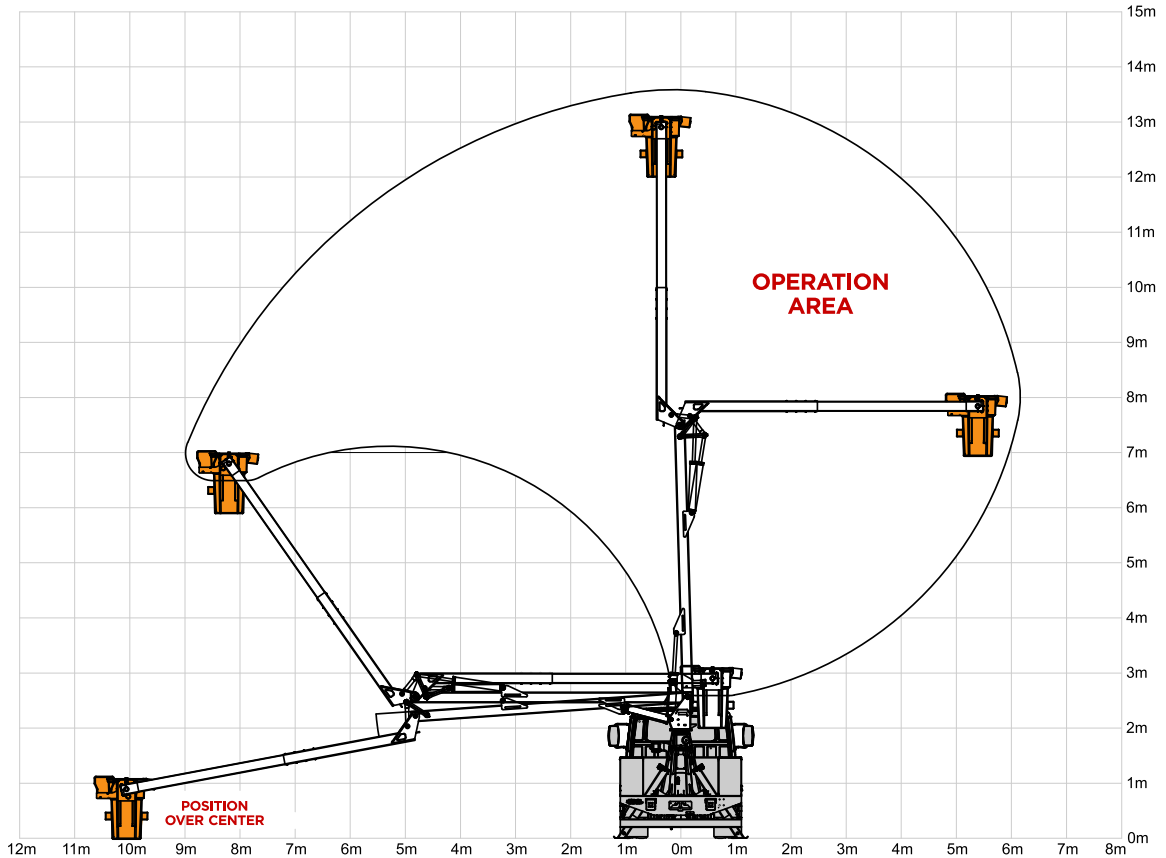 15m
14m
13m
12m
11m
OPERATION
AREA
10m
9m
8m
7m
6m
5m
4m
3m
2m
1m
POSITION
OVER CENTER
0m
12m 11m 10m 9m 8m 7m 6m 5m 4m 3m 2m 1m 0m 1m 2m 3m 4m 5m 6m 7m 8m